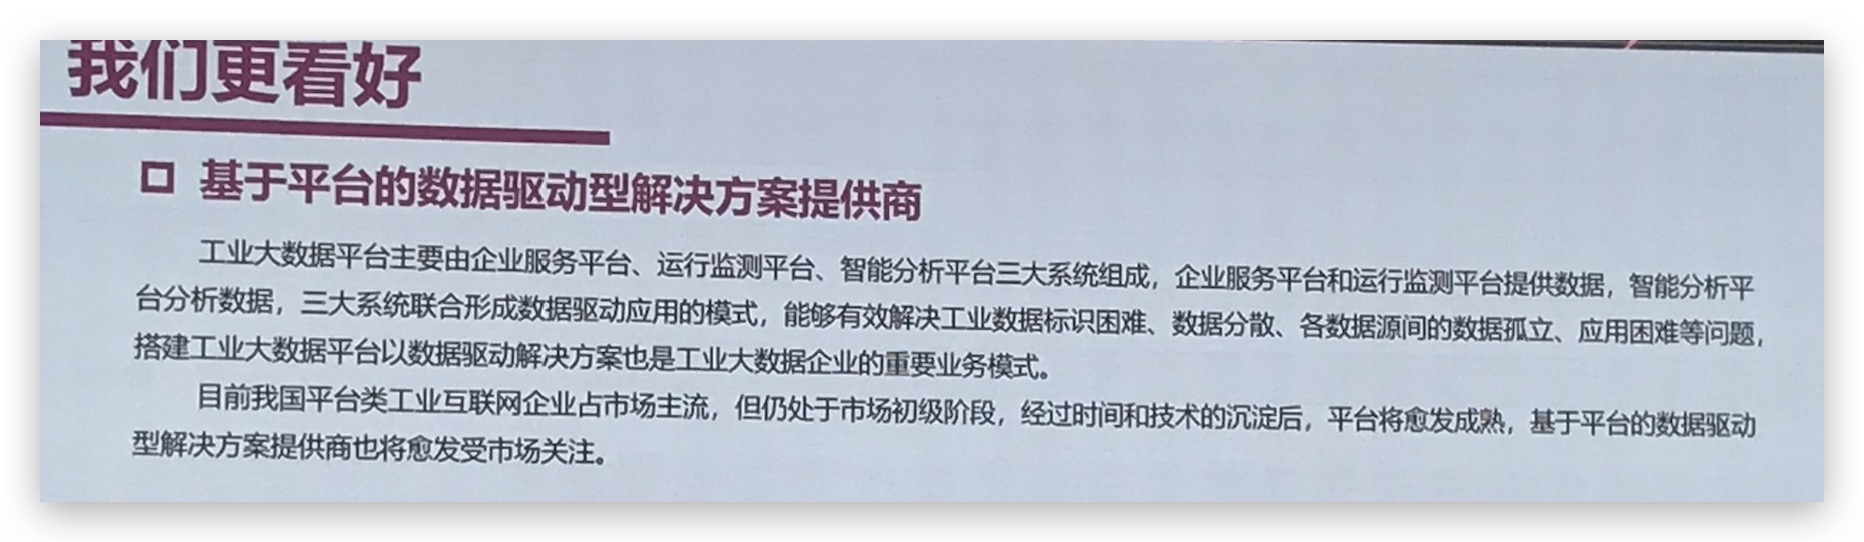 我们更看好
基于平台的数据驱动型解决方案提供商
工业大数据平台主要由企业服务平台、运行监测平台、智能分析平台三大系统组成，企业服务平台和运行监测平台提供数据，智能分析平
台分析数据，三大系统联合形成数据驱动应用的模式，能够有效解决工业数据标识困难、数据分散、各数据源间的数据孤立、应用困难等问题，
搭建工业大数据平台以数据驱动解决方案也是工业大数据企业的重要业务模式。
目前我国平台类工业互联网企业占市场主流，但仍处于市场初级阶段，经过时间和技术的沉淀后，平台将愈发成熟，基于平台的数据驱动
型解决方案提供商也将愈发受市场关注。